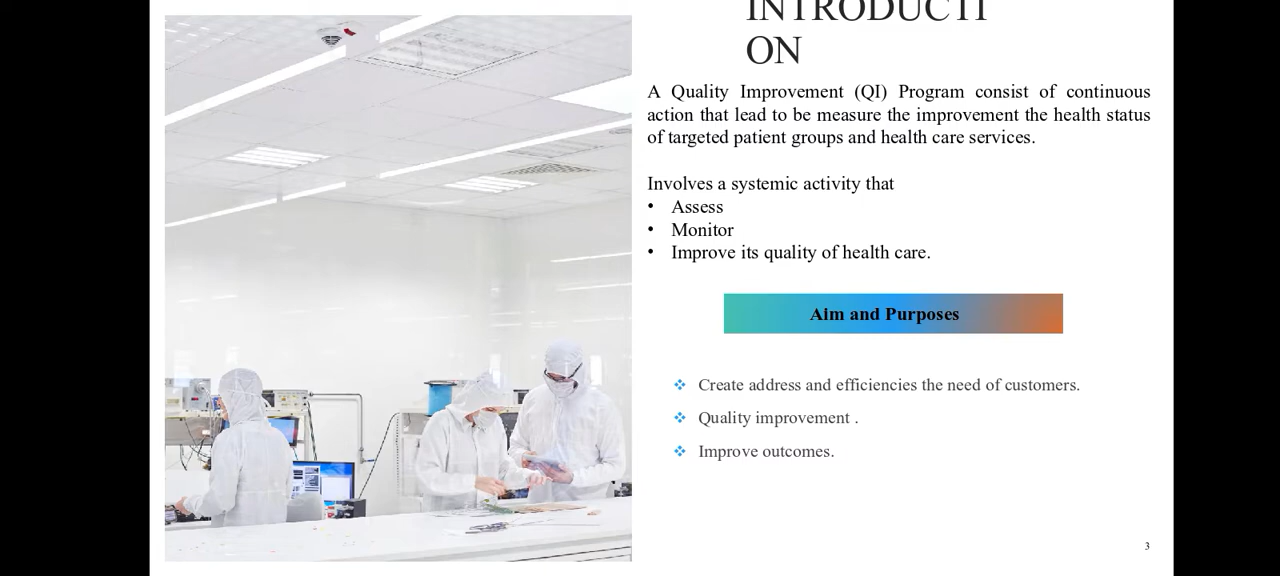 INTRODUCTI
ON
A Quality Improvement (QI) Program consist of continuous
action that lead to be measure the improvement the health status
of targeted patient groups and health care services.
Involves a systemic activity that
• Assess
• Monitor
• Improve its quality of health care.
Aim and Purposes
❖ Create address and efficiencies the need of customers.
❖ Quality improvement .
❖ Improve outcomes.
3